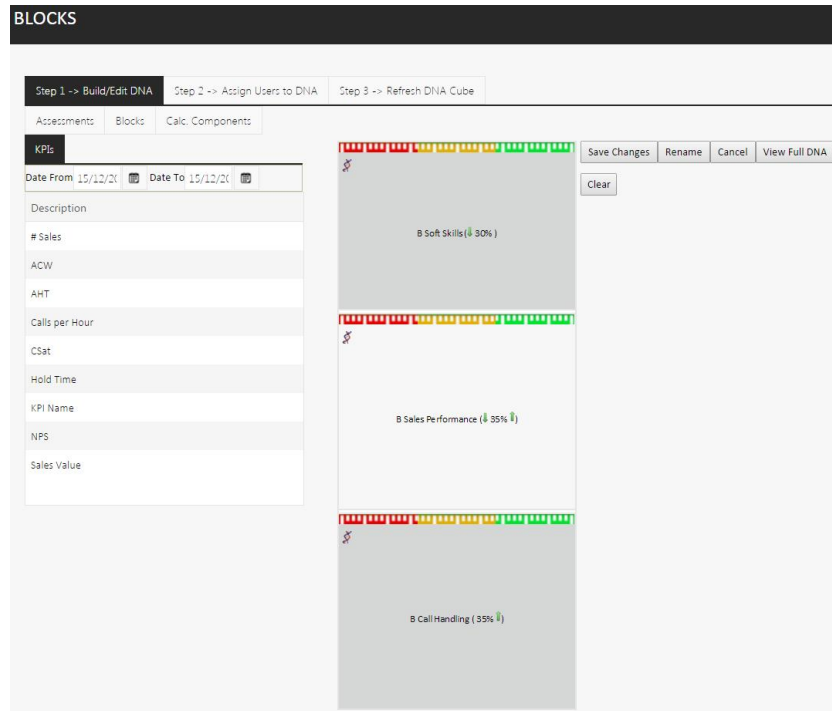 BLOCKS
Step 1 -> Build/Edit DNA Step 2 -> Assign Users to DNA Step 3 -> Refresh DNA Cube
Assessments Blocks Calc. Components
KPIs
Date From 15/12/20 Date To 15/12/20
Description
# Sales
ACW
AHT
Calls per Hour
CSat
Hold Time
KPI Name
NPS
Sales Value
B Soft Skills (30% )
B Sales Performance ( 35% )
B Call Handling ( 35% )
Save Changes Rename Cancel View Full DNA
Clear